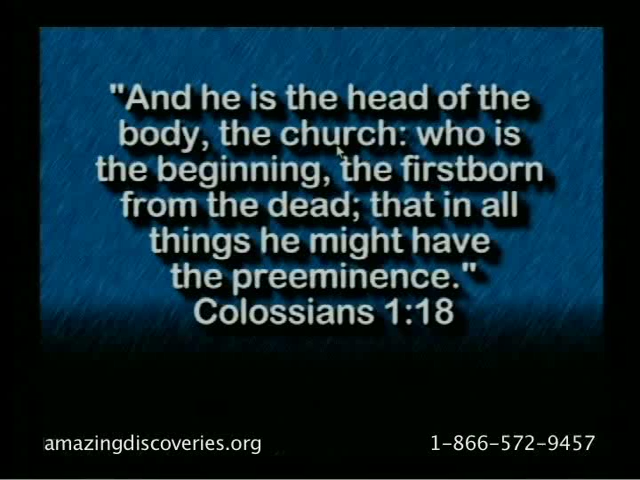 "And he is the head of the
body, the church: who is
the beginning, the firstborn
from the dead; that in all
things he might have
the preeminence."
Colossians 1:18
amazingdiscoveries.org
1-866-572-9457